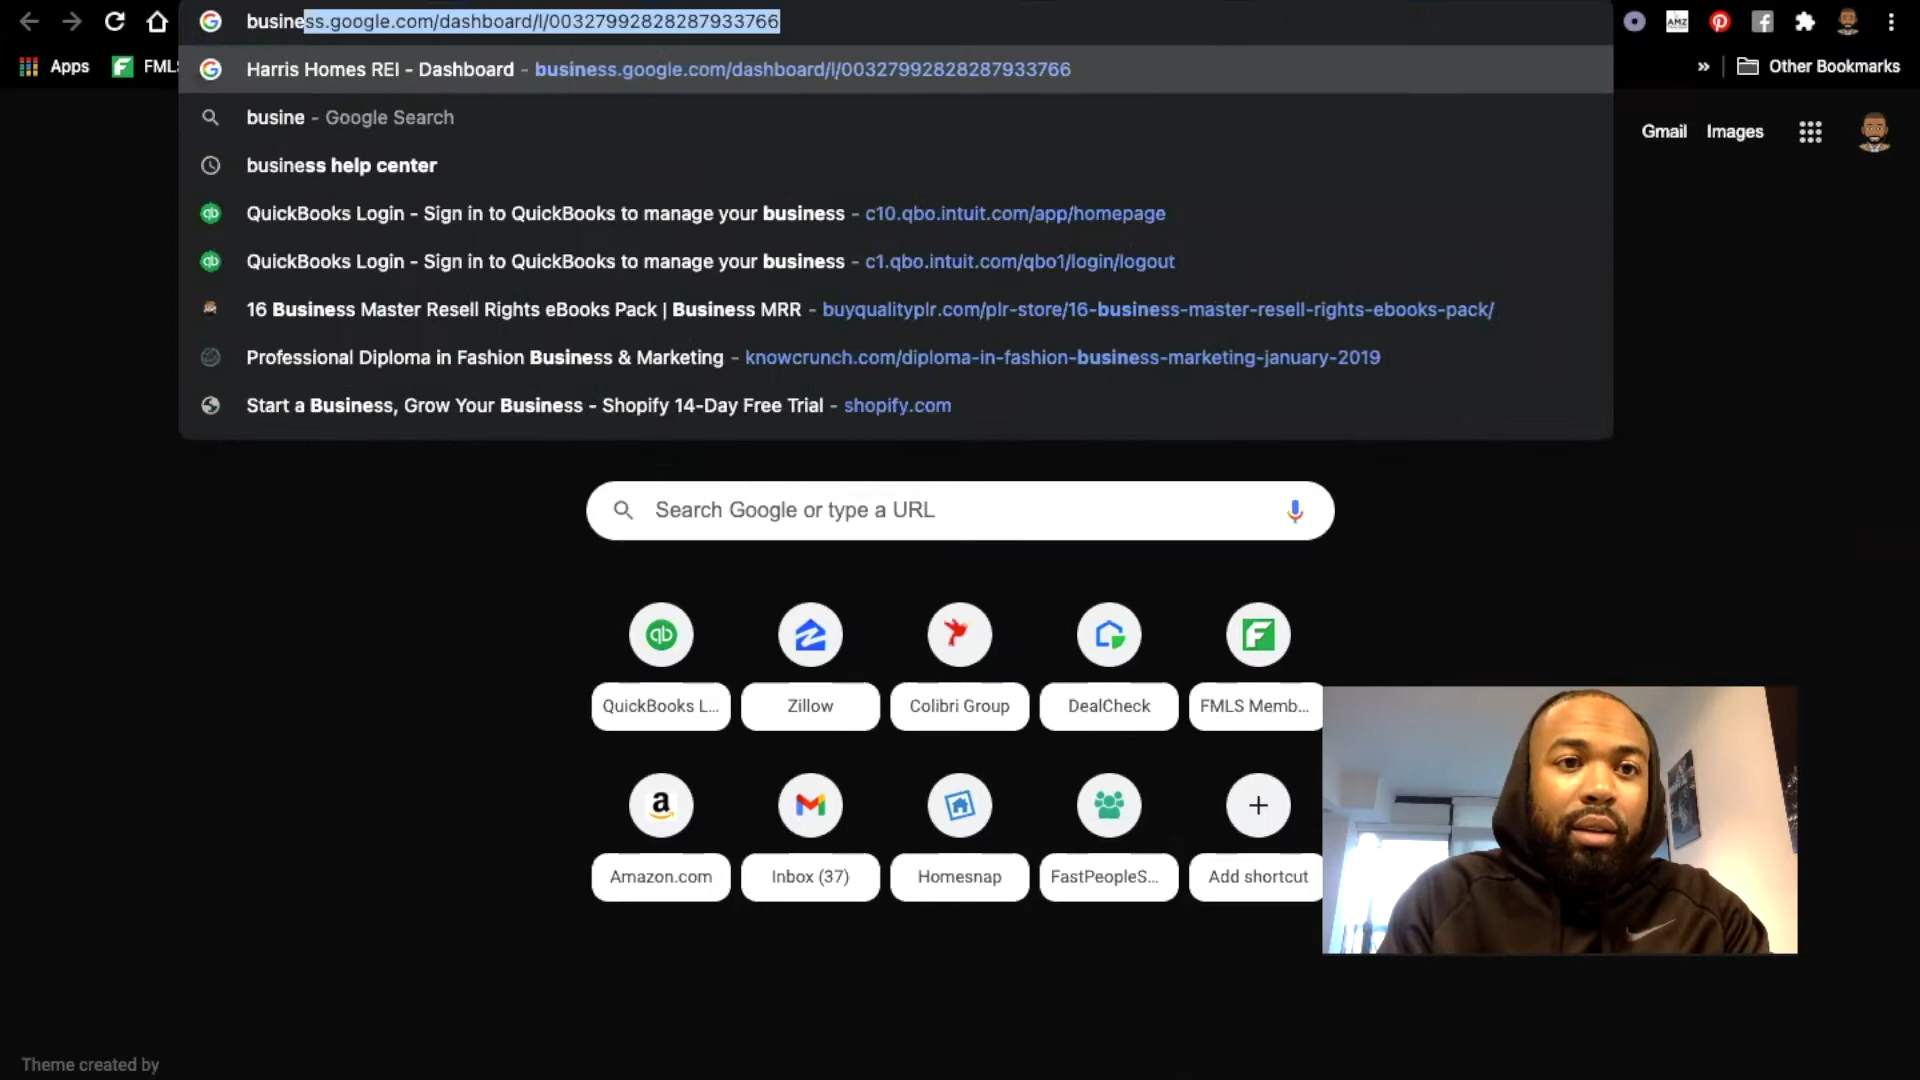 business.google.com/dashboard/l/00327992828287933766
Apps
FMLS
Other Bookmarks
Harris Homes REI - Dashboard - business.google.com/dashboard/l/00327992828287933766
busine - Google Search
business help center
QuickBooks Login - Sign in to QuickBooks to manage your business - c10.qbo.intuit.com/app/homepage
QuickBooks Login - Sign in to QuickBooks to manage your business - c1.qbo.intuit.com/qbo1/login/logout
16 Business Master Resell Rights eBooks Pack | Business MRR - buyqualityplr.com/plr-store/16-business-master-resell-rights-ebooks-pack/
Professional Diploma in Fashion Business & Marketing - knowcrunch.com/diploma-in-fashion-business-marketing-january-2019
Start a Business, Grow Your Business - Shopify 14-Day Free Trial - shopify.com
AMZ
Gmail Images
Search Google or type a URL
qb
QuickBooks L...
Zillow
Colibri Group
DealCheck
FMLS Memb...
Amazon.com
Inbox (37)
Homesnap
FastPeopleS...
Add shortcut
Theme created by